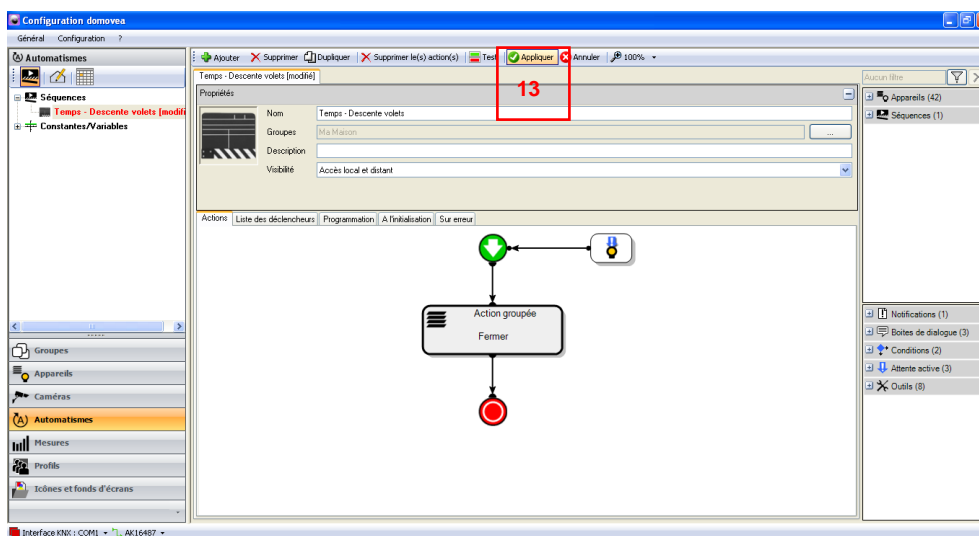 Configuration domovea
Général Configuration ?
Automatismes
Ajouter Supprimer Dupliquer Supprimer le(s) action(s) Test Appliquer Annuler 100%
13
Séquences
Temps - Descente volets [modifi
Constantes/Variables
Temps - Descente volets [modifié]
Propriétés
Nom Temps - Descente volets
Groupes Ma Maison ...
Description
Visibilité Accès local et distant
Actions Liste des déclencheurs Programmation A l'initialisation Sur erreur
Action groupée
Fermer
Aucun filtre
Appareils (42)
Séquences (1)
Notifications (1)
Boites de dialogue (3)
Conditions (2)
Attente active (3)
Outils (8)
Groupes
Appareils
Caméras
Automatismes
Mesures
Profils
Icônes et fonds d'écrans
Interface KNX : COM1 AK16487